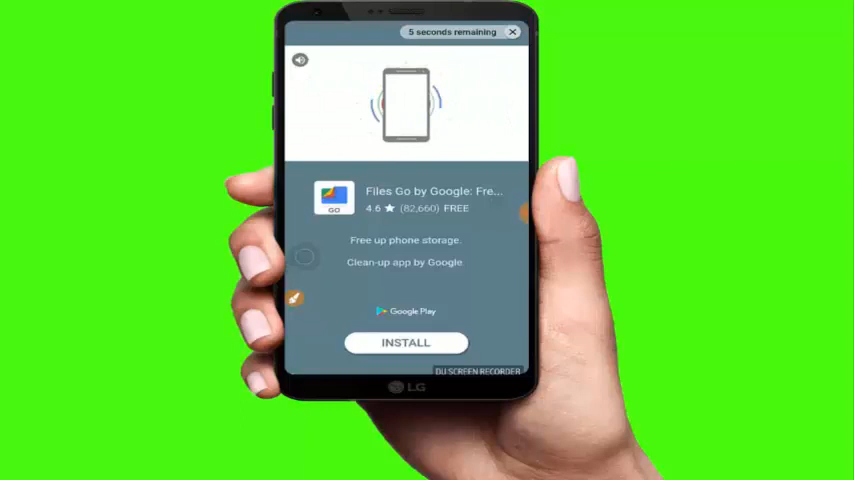 5 seconds remaining
GO
Files Go by Google: Fre...
4.6 ★ (82,660) FREE
Free up phone storage.
Clean-up app by Google
Google Play
INSTALL
DU SCREEN RECORDER
LG